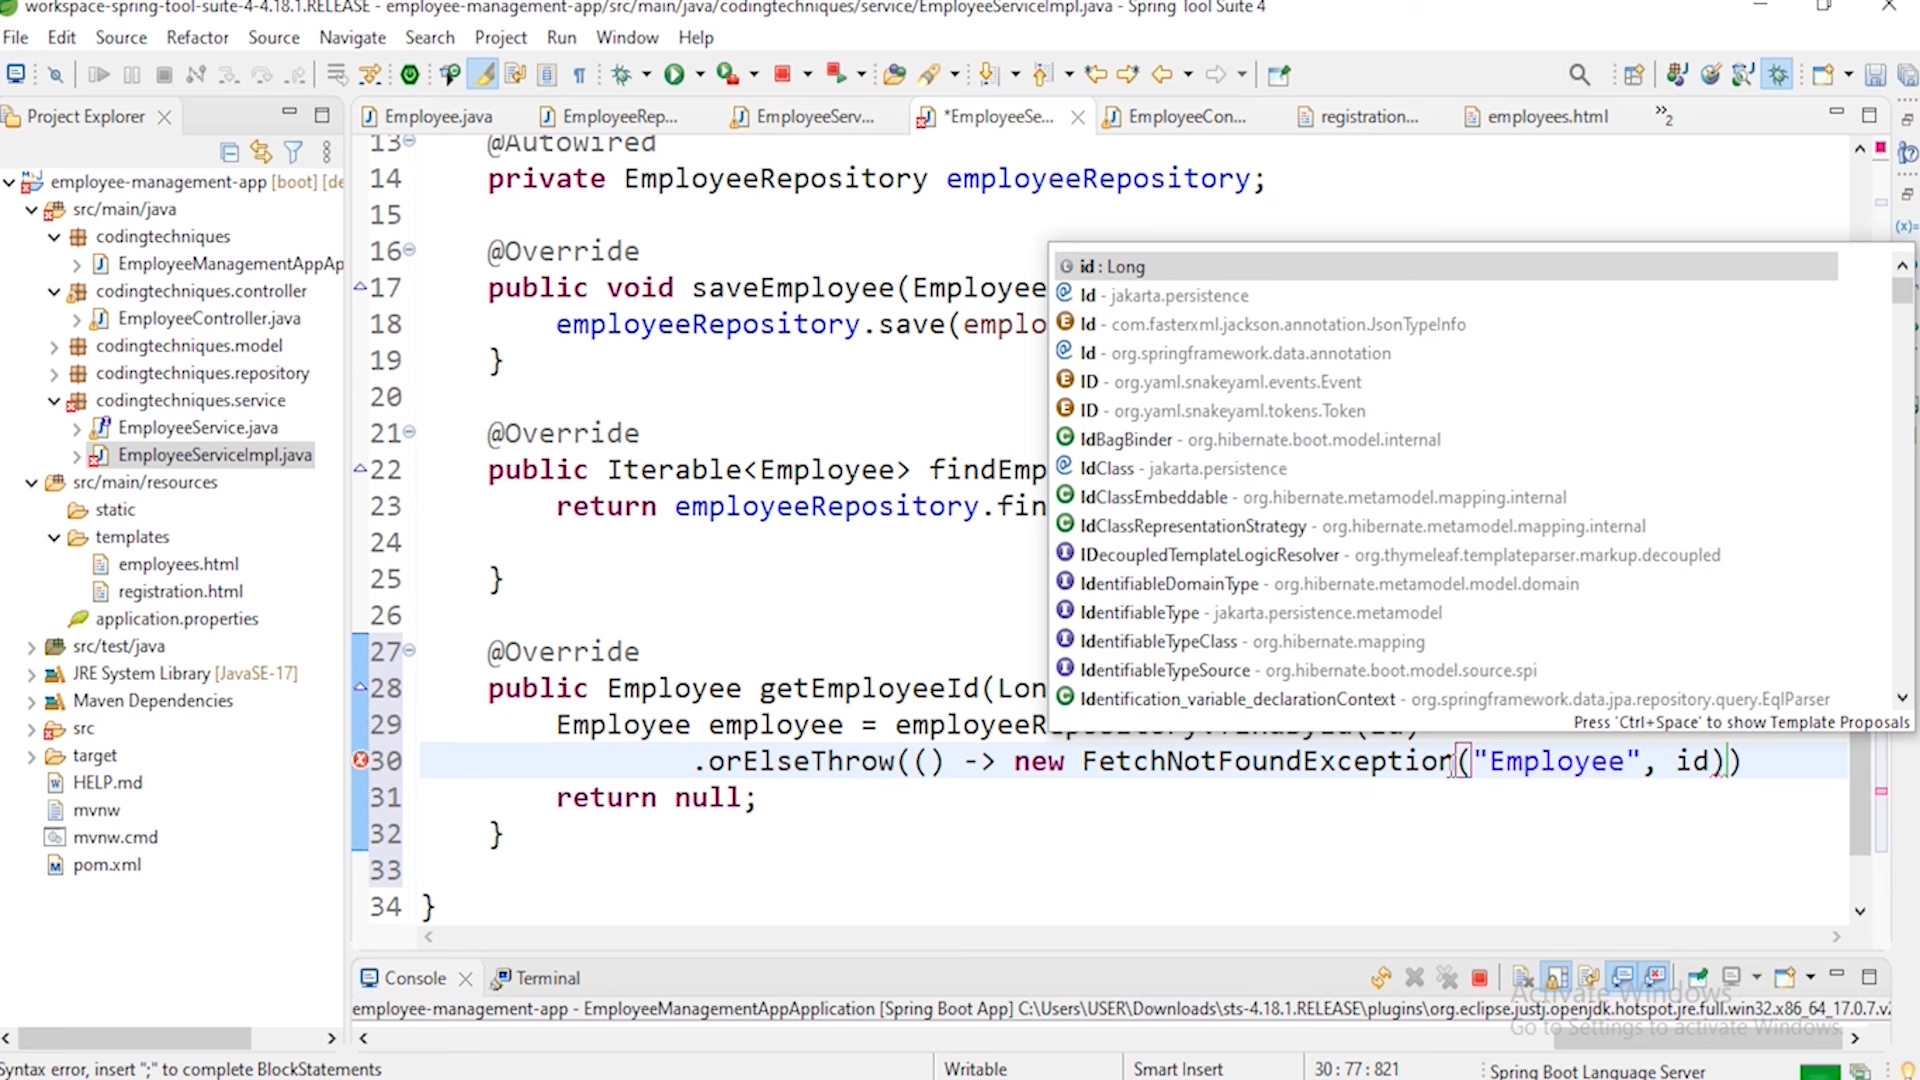 workspace-spring-tool-suite-4-4.18.1.RELEASE - employee-management-app/src/main/java/codingtechniques/service/EmployeeServiceImpl.java - Spring Tool Suite 4
File Edit Source Refactor Source Navigate Search Project Run Window Help
Project Explorer
Employee.java
EmployeeRep...
EmployeeServ...
*EmployeeSe...
EmployeeCon...
registration...
employees.html
»2
employee-management-app [boot] [de
src/main/java
codingtechniques
EmployeeManagementAppAp
codingtechniques.controller
EmployeeController.java
codingtechniques.model
codingtechniques.repository
codingtechniques.service
EmployeeService.java
EmployeeServiceImpl.java
src/main/resources
static
templates
employees.html
registration.html
application.properties
src/test/java
JRE System Library [JavaSE-17]
Maven Dependencies
src
target
HELP.md
mvnw
mvnw.cmd
pom.xml
13 @Autowired
14 private EmployeeRepository employeeRepository;
15
16 @Override
17 public void saveEmployee(Employee
18 employeeRepository.save(emplo
19 }
20
21 @Override
22 public Iterable<Employee> findEmp
23 return employeeRepository.fin
24
25 }
26
27 @Override
28 public Employee getEmployeeId(Lon
29 Employee employee = employeeRepository.findById(id)
30 .orElseThrow(() -> new FetchNotFoundException("Employee", id))
31 return null;
32 }
33
34 }
id : Long
Id - jakarta.persistence
Id - com.fasterxml.jackson.annotation.JsonTypeInfo
Id - org.springframework.data.annotation
ID - org.yaml.snakeyaml.events.Event
ID - org.yaml.snakeyaml.tokens.Token
IdBagBinder - org.hibernate.boot.model.internal
IdClass - jakarta.persistence
IdClassEmbeddable - org.hibernate.metamodel.mapping.internal
IdClassRepresentationStrategy - org.hibernate.metamodel.mapping.internal
IDecoupledTemplateLogicResolver - org.thymeleaf.templateparser.markup.decoupled
IdentifiableDomainType - org.hibernate.metamodel.model.domain
IdentifiableType - jakarta.persistence.metamodel
IdentifiableTypeClass - org.hibernate.mapping
IdentifiableTypeSource - org.hibernate.boot.model.source.spi
Identification_variable_declarationContext - org.springframework.data.jpa.repository.query.EqlParser
Press 'Ctrl+Space' to show Template Proposals
Console
Terminal
employee-management-app - EmployeeManagementAppApplication [Spring Boot App] C:\Users\USER\Downloads\sts-4.18.1.RELEASE\plugins\org.eclipse.justj.openjdk.hotspot.jre.full.win32.x86_64_17.0.7.v
Activate Windows
Go to Settings to activate Windows.
Syntax error, insert ";" to complete BlockStatements
Writable
Smart Insert
30 : 77 : 821
Spring Boot Language Server